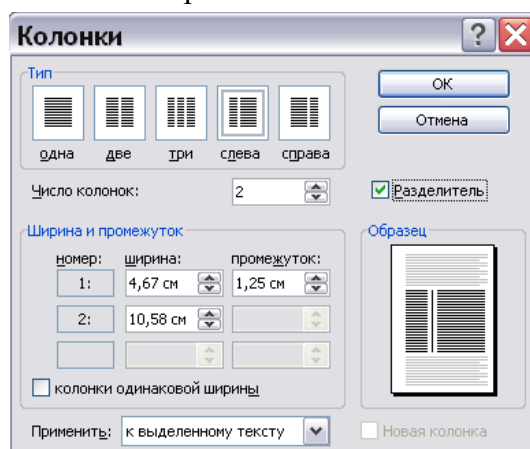 Колонки
Тип
одна две три слева справа
ОК
Отмена
Число колонок: 2
Разделитель
Ширина и промежуток
номер: ширина: промежуток:
1: 4,67 см 1,25 см
2: 10,58 см
колонки одинаковой ширины
Образец
Применить: к выделенному тексту
Новая колонка